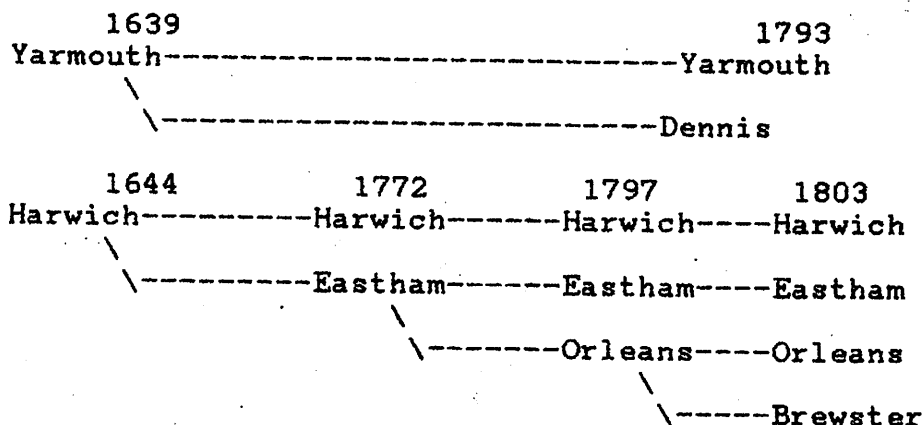 1639 1793
Yarmouth---------------------------Yarmouth
\
\--------------------------Dennis
1644 1772 1797 1803
Harwich---------Harwich------Harwich----Harwich
\
\---------Eastham------Eastham----Eastham
\
\-------Orleans----Orleans
\
\-----Brewster